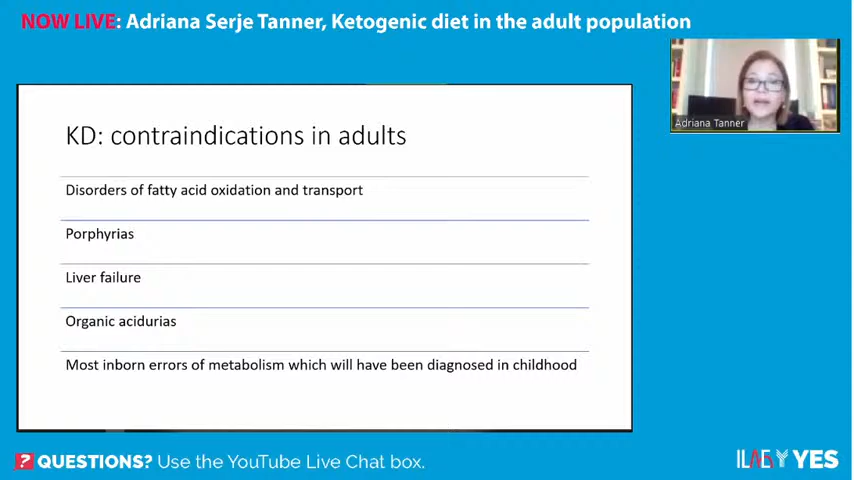 NOW LIVE: Adriana Serje Tanner, Ketogenic diet in the adult population
Adriana Tanner
KD: contraindications in adults
Disorders of fatty acid oxidation and transport
Porphyrias
Liver failure
Organic acidurias
Most inborn errors of metabolism which will have been diagnosed in childhood
? QUESTIONS? Use the YouTube Live Chat box.
ILAE YES